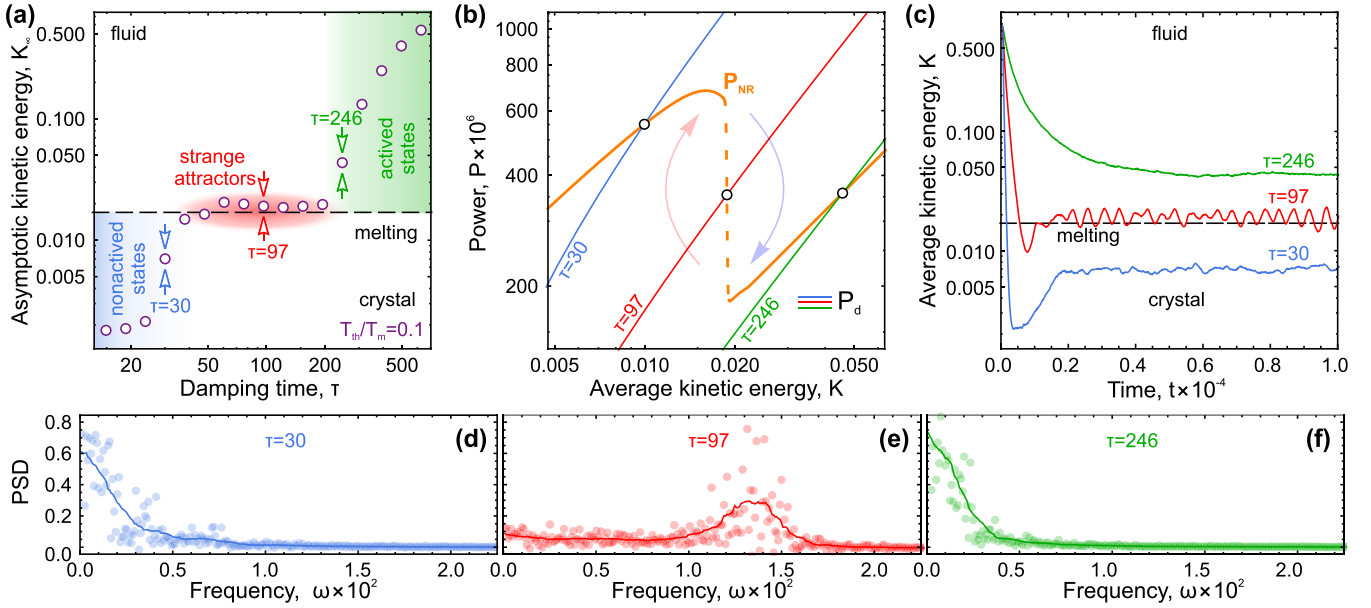 (a)
Asymptotic kinetic energy, K∞
0.500
0.100
0.050
0.010
0.005
fluid
τ=246
actived
states
strange
attractors
τ=97
melting
nonactived
states
τ=30
crystal
Tth/Tm=0.1
20
50
100
200
500
Damping time, τ
(b)
Power, P×10⁶
1000
800
600
400
200
PNR
τ=30
τ=97
τ=246
Pd
0.005
0.010
0.020
0.050
Average kinetic energy, K
(c)
Average kinetic energy, K
0.500
0.100
0.050
0.010
0.005
fluid
τ=246
τ=97
melting
τ=30
crystal
0
0.2
0.4
0.6
0.8
1.0
Time, t×10⁻⁴
PSD
0.8
0.6
0.4
0.2
0.0
τ=30
(d)
0
0.5
1.0
1.5
2.0
Frequency, ω×10²
τ=97
(e)
0.0
0.5
1.0
1.5
2.0
Frequency, ω×10²
τ=246
(f)
0.0
0.5
1.0
1.5
2.0
Frequency, ω×10²